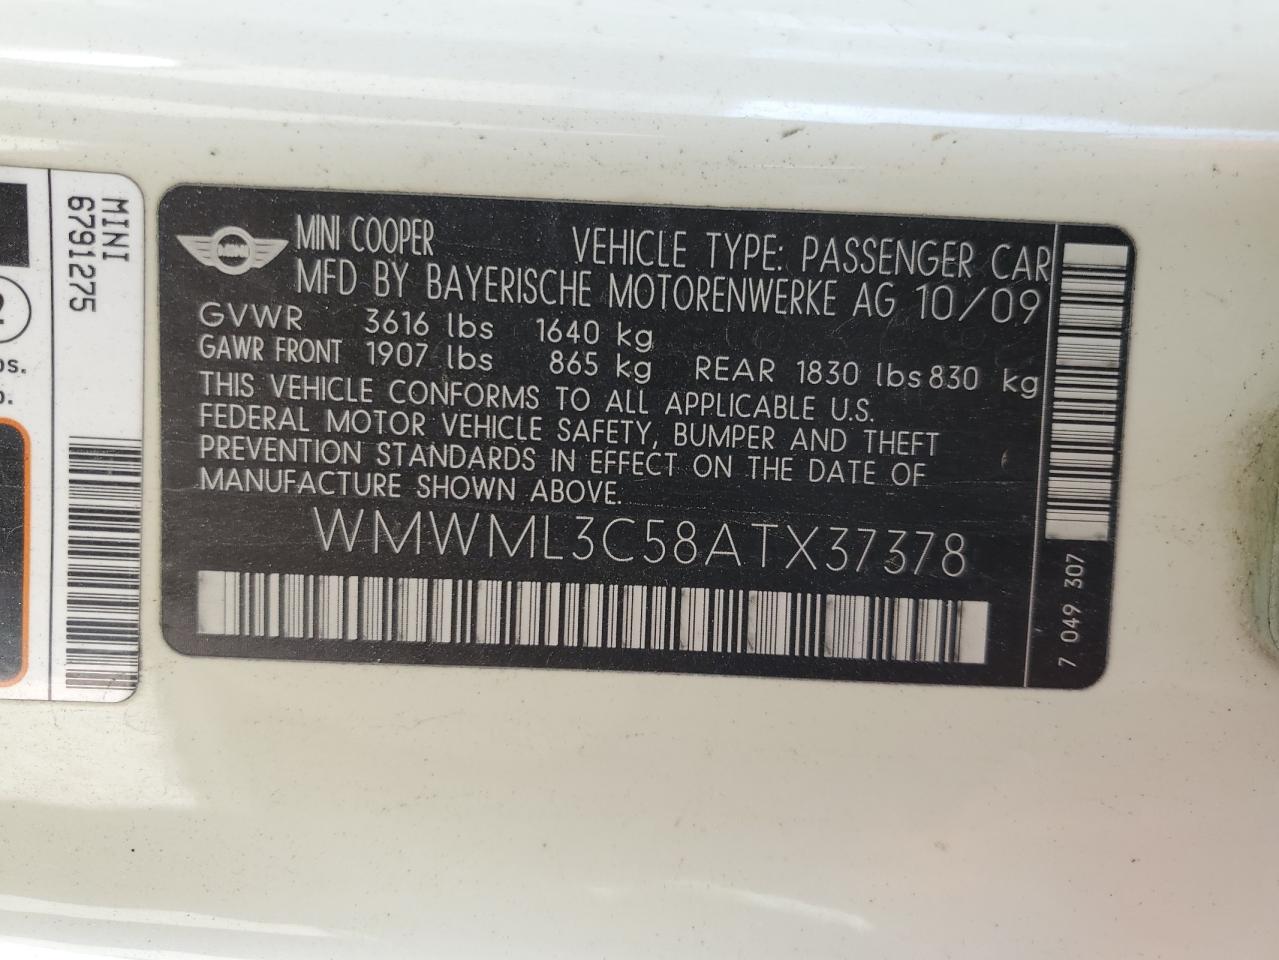 MINI
6791275
MINI COOPER VEHICLE TYPE: PASSENGER CAR
MFD BY BAYERISCHE MOTORENWERKE AG 10/09
GVWR 3616 lbs 1640 kg
GAWR FRONT 1907 lbs 865 kg REAR 1830 lbs 830 kg
THIS VEHICLE CONFORMS TO ALL APPLICABLE U.S.
FEDERAL MOTOR VEHICLE SAFETY, BUMPER AND THEFT
PREVENTION STANDARDS IN EFFECT ON THE DATE OF
MANUFACTURE SHOWN ABOVE.
WMWML3C58ATX37378
7 049 307